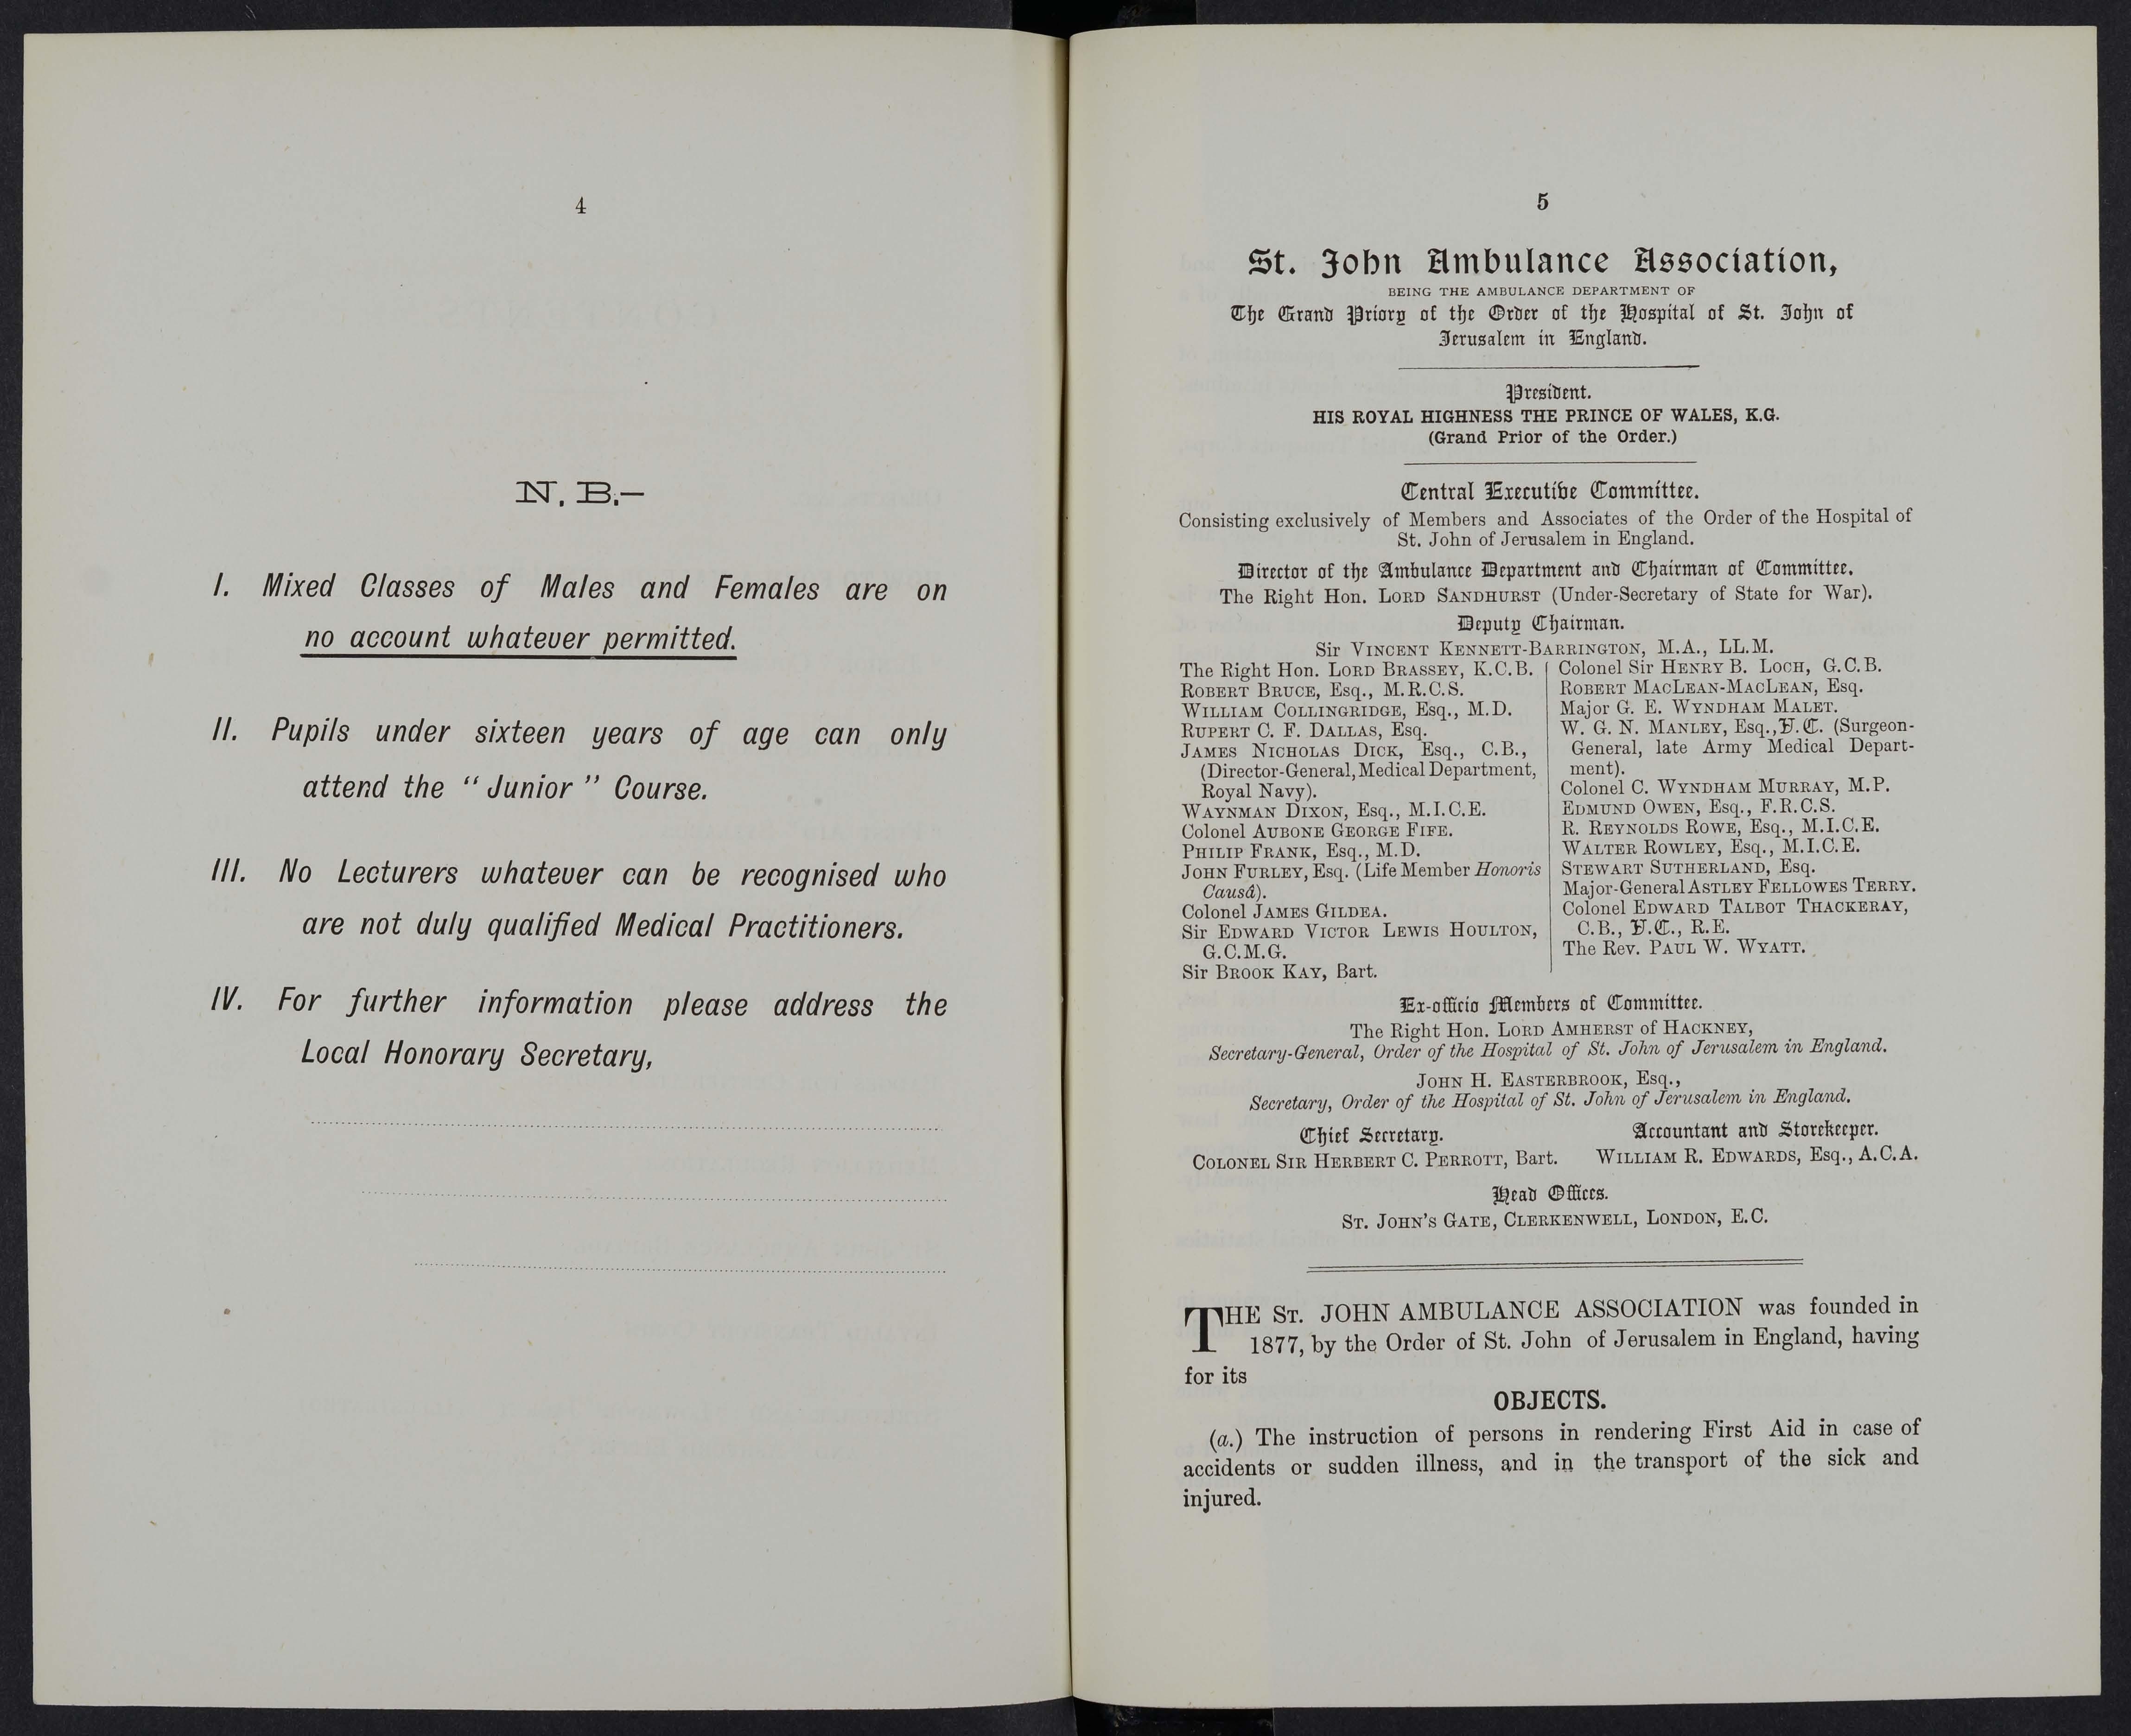 4
N. B.—
I. Mixed Classes of Males and Females are on
no account whatever permitted.
II. Pupils under sixteen years of age can only
attend the “ Junior ” Course.
III. No Lecturers whatever can be recognised who
are not duly qualified Medical Practitioners.
IV. For further information please address the
Local Honorary Secretary,
5
St. John Ambulance Association,
BEING THE AMBULANCE DEPARTMENT OF
The Grand Priory of the Order of the Hospital of St. John of
Jerusalem in England.
President.
HIS ROYAL HIGHNESS THE PRINCE OF WALES, K.G.
(Grand Prior of the Order.)
Central Executive Committee.
Consisting exclusively of Members and Associates of the Order of the Hospital of
St. John of Jerusalem in England.
Director of the Ambulance Department and Chairman of Committee.
The Right Hon. LORD SANDHURST (Under-Secretary of State for War).
Deputy Chairman.
Sir VINCENT KENNETT-BARRINGTON, M.A., LL.M.
The Right Hon. LORD BRASSEY, K.C.B.
ROBERT BRUCE, Esq., M.R.C.S.
WILLIAM COLLINGRIDGE, Esq., M.D.
RUPERT C. F. DALLAS, Esq.
JAMES NICHOLAS DICK, Esq., C.B.,
(Director-General, Medical Department,
Royal Navy).
WAYNMAN DIXON, Esq., M.I.C.E.
Colonel AUBONE GEORGE FIFE.
PHILIP FRANK, Esq., M.D.
JOHN FURLEY, Esq. (Life Member Honoris
Causâ).
Colonel JAMES GILDEA.
Sir EDWARD VICTOR LEWIS HOULTON,
G.C.M.G.
Sir BROOK KAY, Bart.
Colonel Sir HENRY B. LOCH, G.C.B.
ROBERT MACLEAN-MACLEAN, Esq.
Major G. E. WYNDHAM MALET.
W. G. N. MANLEY, Esq., V.C. (Surgeon-
General, late Army Medical Depart-
ment).
Colonel C. WYNDHAM MURRAY, M.P.
EDMUND OWEN, Esq., F.R.C.S.
R. REYNOLDS ROWE, Esq., M.I.C.E.
WALTER ROWLEY, Esq., M.I.C.E.
STEWART SUTHERLAND, Esq.
Major-General ASTLEY FELLOWES TERRY.
Colonel EDWARD TALBOT THACKERAY,
C.B., V.C., R.E.
The Rev. PAUL W. WYATT.
Ex-officio Members of Committee.
The Right Hon. LORD AMHERST of HACKNEY,
Secretary-General, Order of the Hospital of St. John of Jerusalem in England.
JOHN H. EASTERBROOK, Esq.,
Secretary, Order of the Hospital of St. John of Jerusalem in England.
Chief Secretary.
COLONEL SIR HERBERT C. PERROTT, Bart.
Accountant and Storekeeper.
WILLIAM R. EDWARDS, Esq., A.C.A.
Head Offices.
ST. JOHN'S GATE, CLERKENWELL, LONDON, E.C.
THE ST. JOHN AMBULANCE ASSOCIATION was founded in
1877, by the Order of St. John of Jerusalem in England, having
for its
OBJECTS.
(a.) The instruction of persons in rendering First Aid in case of
accidents or sudden illness, and in the transport of the sick and
injured.